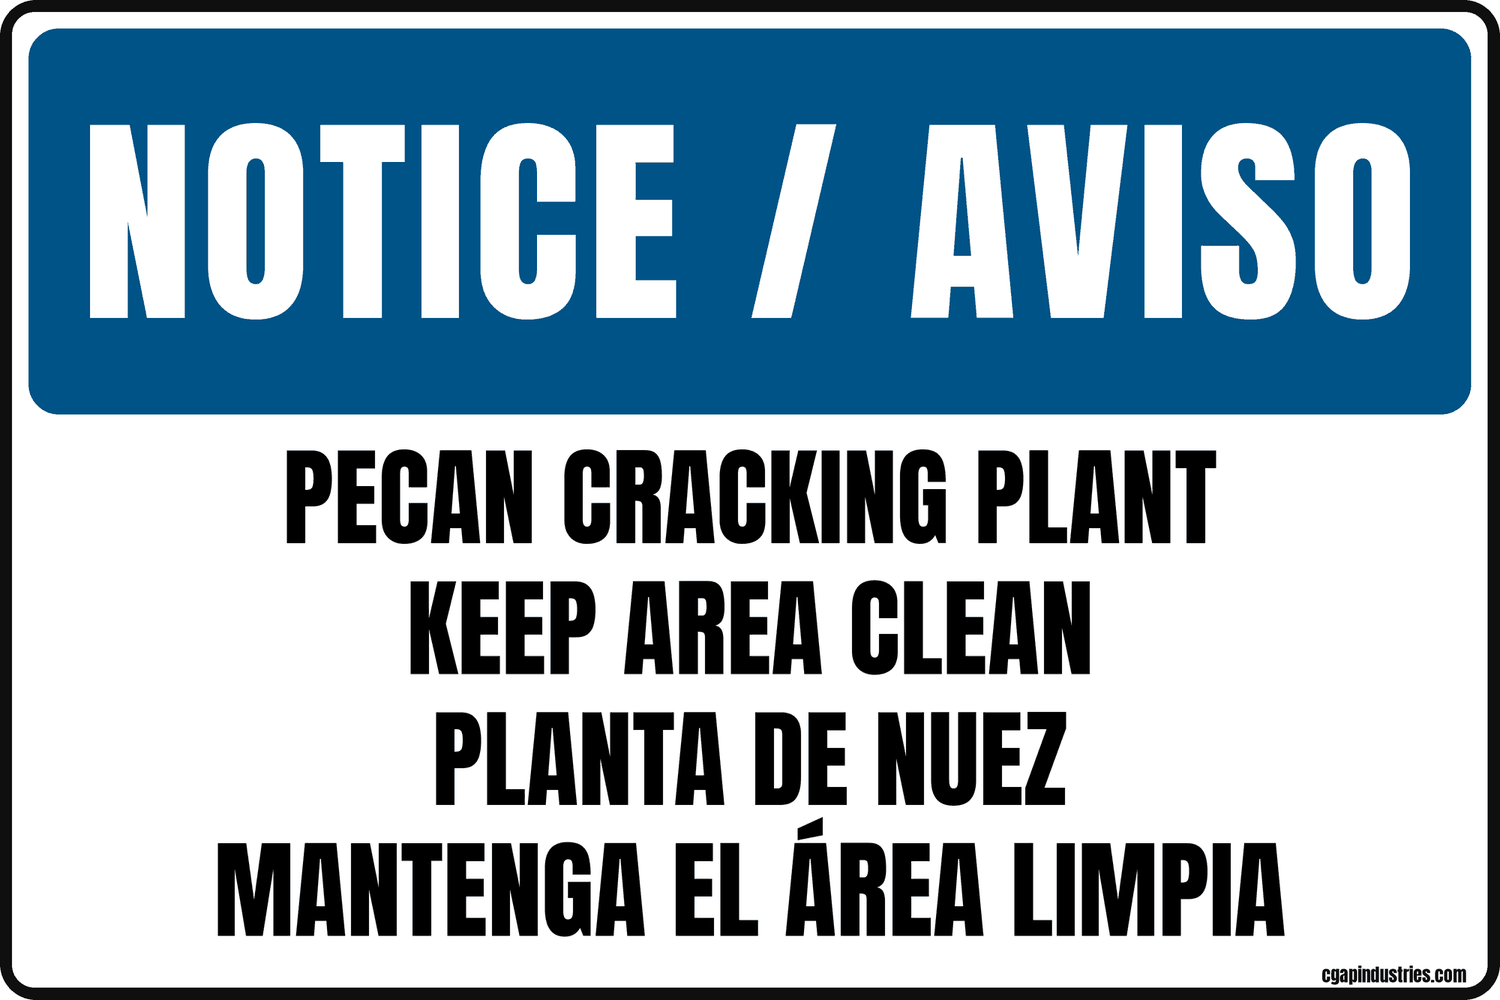 NOTICE / AVISO
PECAN CRACKING PLANT
KEEP AREA CLEAN
PLANTA DE NUEZ
MANTENGA EL ÁREA LIMPIA
cgapindustries.com